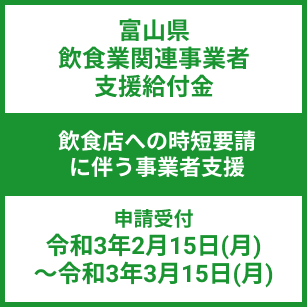 富山県
飲食業関連事業者
支援給付金
飲食店への時短要請
に伴う事業者支援
申請受付
令和3年2月15日(月)
～令和3年3月15日(月)